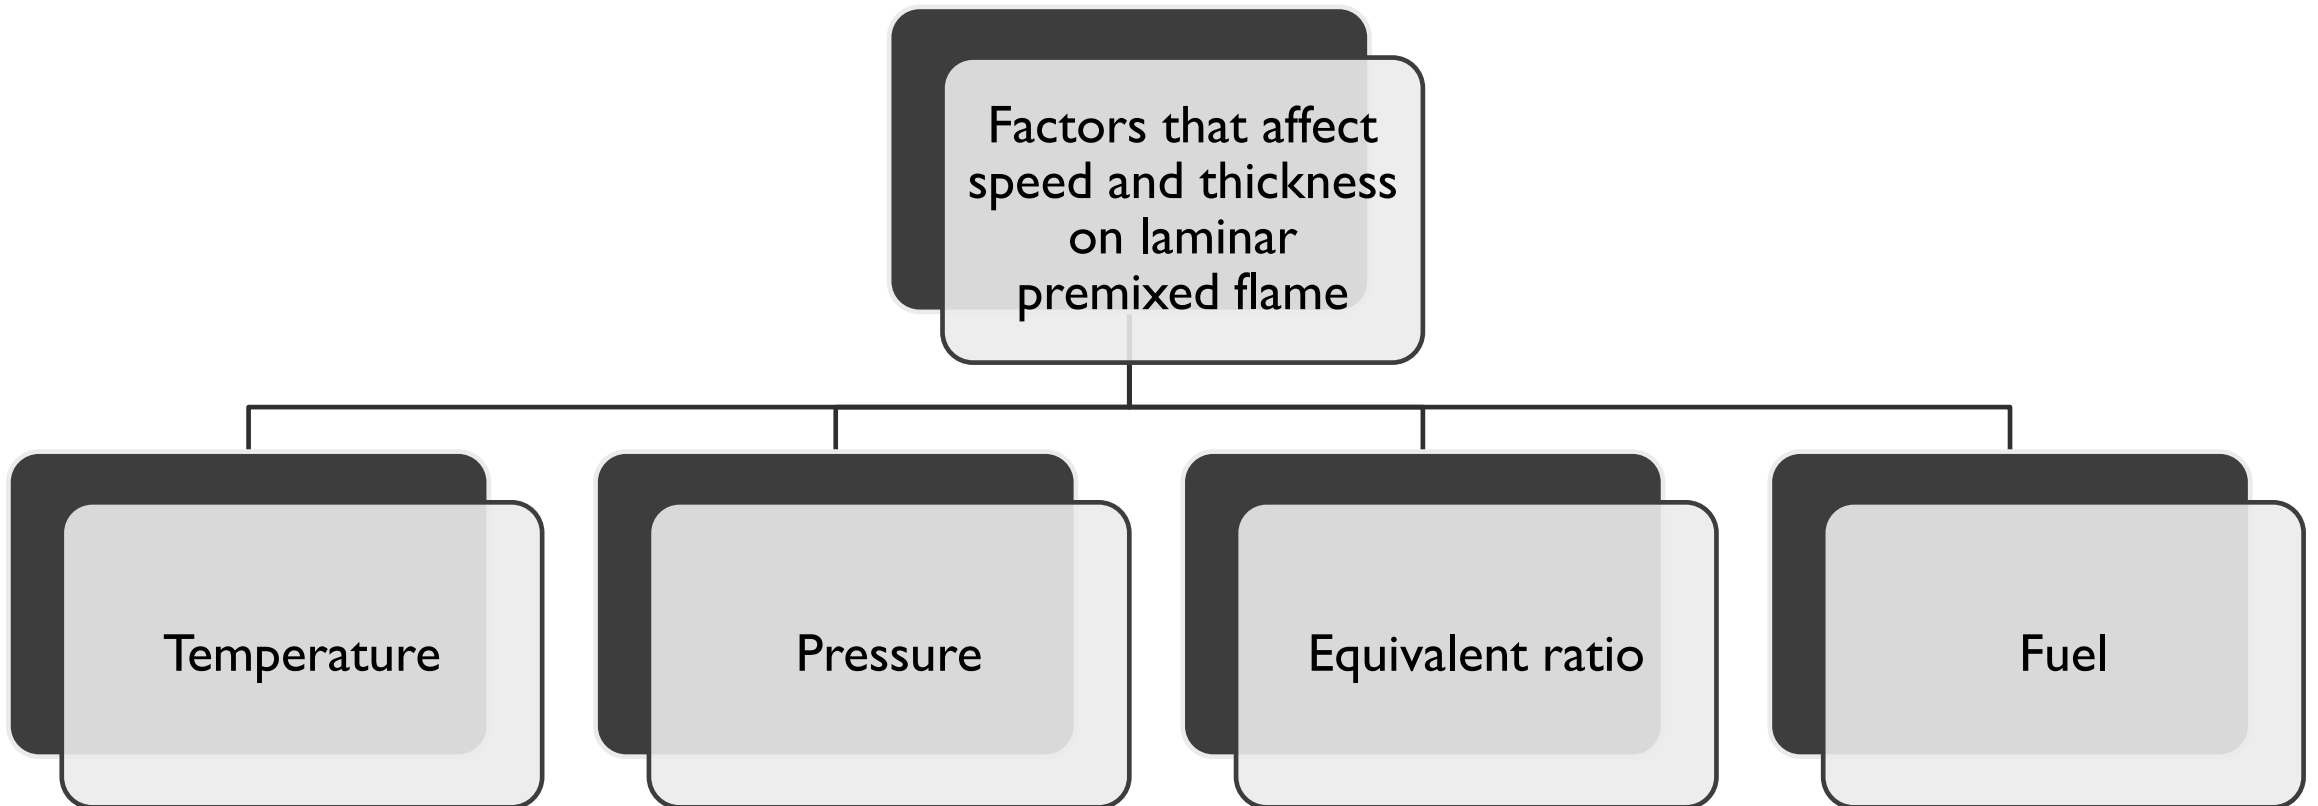 Factors that affect
speed and thickness
on laminar
premixed flame
Temperature
Pressure
Equivalent ratio
Fuel